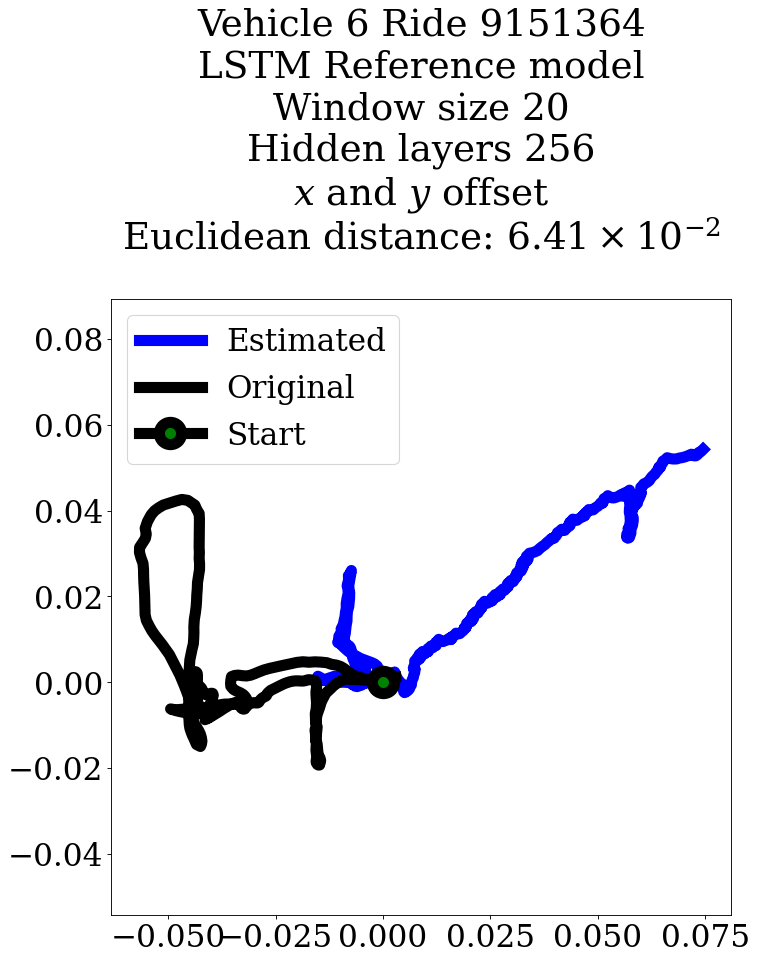 Vehicle 6 Ride 9151364
LSTM Reference model
Window size 20
Hidden layers 256
x and y offset
Euclidean distance: 6.41 × 10⁻²
Estimated
Original
Start
0.08
0.06
0.04
0.02
0.00
−0.02
−0.04
−0.050 −0.025 0.000 0.025 0.050 0.075